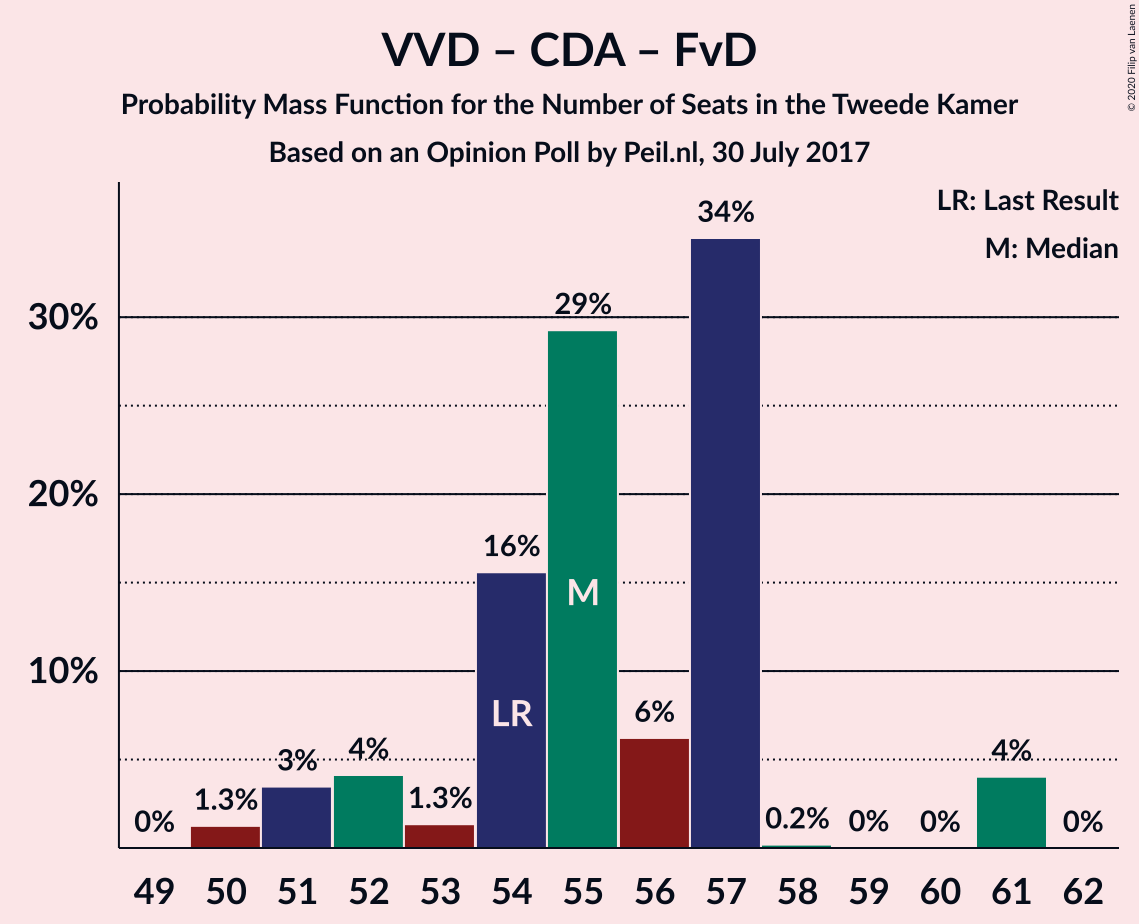 VVD – CDA – FvD
Probability Mass Function for the Number of Seats in the Tweede Kamer
Based on an Opinion Poll by Peil.nl, 30 July 2017
© 2020 Filip van Laenen
LR: Last Result
M: Median
34%
29%
30%
20%
16%
M
10%
LR
6%
3%
4%
4%
1.3%
1.3%
0%
0.2%
0%
0%
0%
49 50 51 52 53 54 55 56 57 58 59 60 61 62